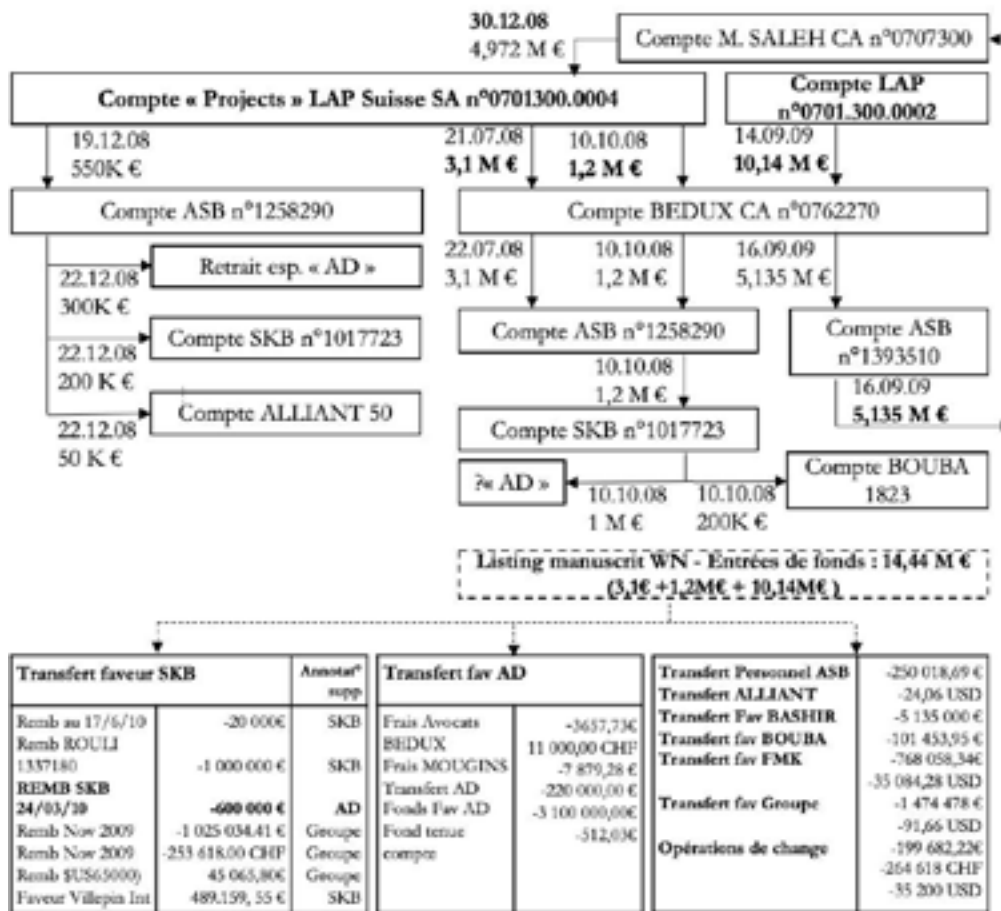 30.12.08
4,972 M €
Compte M. SALEH CA n°0707300
Compte « Projects » LAP Suisse SA n°0701300.0004
Compte LAP
n°0701.300.0002
19.12.08
550K €
21.07.08
3,1 M €
10.10.08
1,2 M €
14.09.09
10,14 M €
Compte ASB n°1258290
Compte BEDUX CA n°0762270
22.12.08
300K €
Retrait esp. « AD »
22.07.08
3,1 M €
10.10.08
1,2 M €
16.09.09
5,135 M €
22.12.08
200 K €
Compte SKB n°1017723
Compte ASB n°1258290
Compte ASB
n°1393510
10.10.08
1,2 M €
16.09.09
5,135 M €
22.12.08
50 K €
Compte ALLIANT 50
Compte SKB n°1017723
?« AD »
10.10.08
1 M €
10.10.08
200K €
Compte BOUBA
1823
Listing manuscrit WN - Entrées de fonds : 14,44 M €
(3,1€ +1,2M€ + 10,14M€ )
Transfert faveur SKB Annotat° supp
Remb au 17/6/10 -20 000€ SKB
Remb ROULI
1337180 -1 000 000 € SKB
REMB SKB
24/03/10 -600 000 € AD
Remb Nov 2009 -1 025 034.41 € Groupe
Remb Nov 2009 -253 618.00 CHF Groupe
Remb $US65000) 45 065,80€ Groupe
Faveur Villepin Int 489.159, 55 € SKB
Transfert fav AD
Frais Avocats -3657,73€
BEDUX 11 000,00 CHF
Frais MOUGINS -7 879,28 €
Transfert AD -220 000,00 €
Fonds Fav AD -3 100 000,00€
Fond tenue -512,03€
compte
Transfert Personnel ASB -250 018,69 €
Transfert ALLIANT -24,06 USD
Transfert Fav BASHIR -5 135 000 €
Transfert fav BOUBA -101 453,95 €
Transfert fav FMK -768 058,34€
-35 084,28 USD
Transfert fav Groupe -1 474 478 €
-91,66 USD
Opérations de change -199 682,22€
-264 618 CHF
-35 200 USD